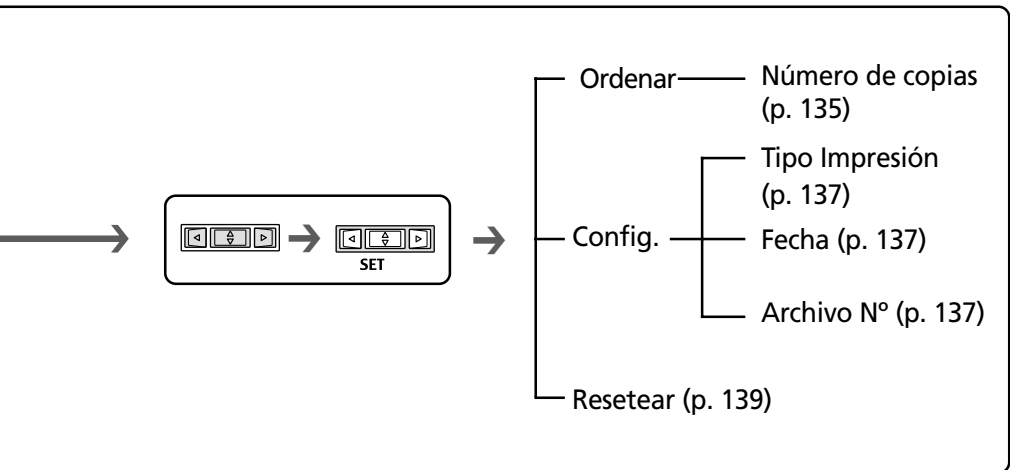 Ordenar
Número de copias
(p. 135)
Tipo Impresión
(p. 137)
Config.
Fecha (p. 137)
SET
Archivo Nº (p. 137)
Resetear (p. 139)